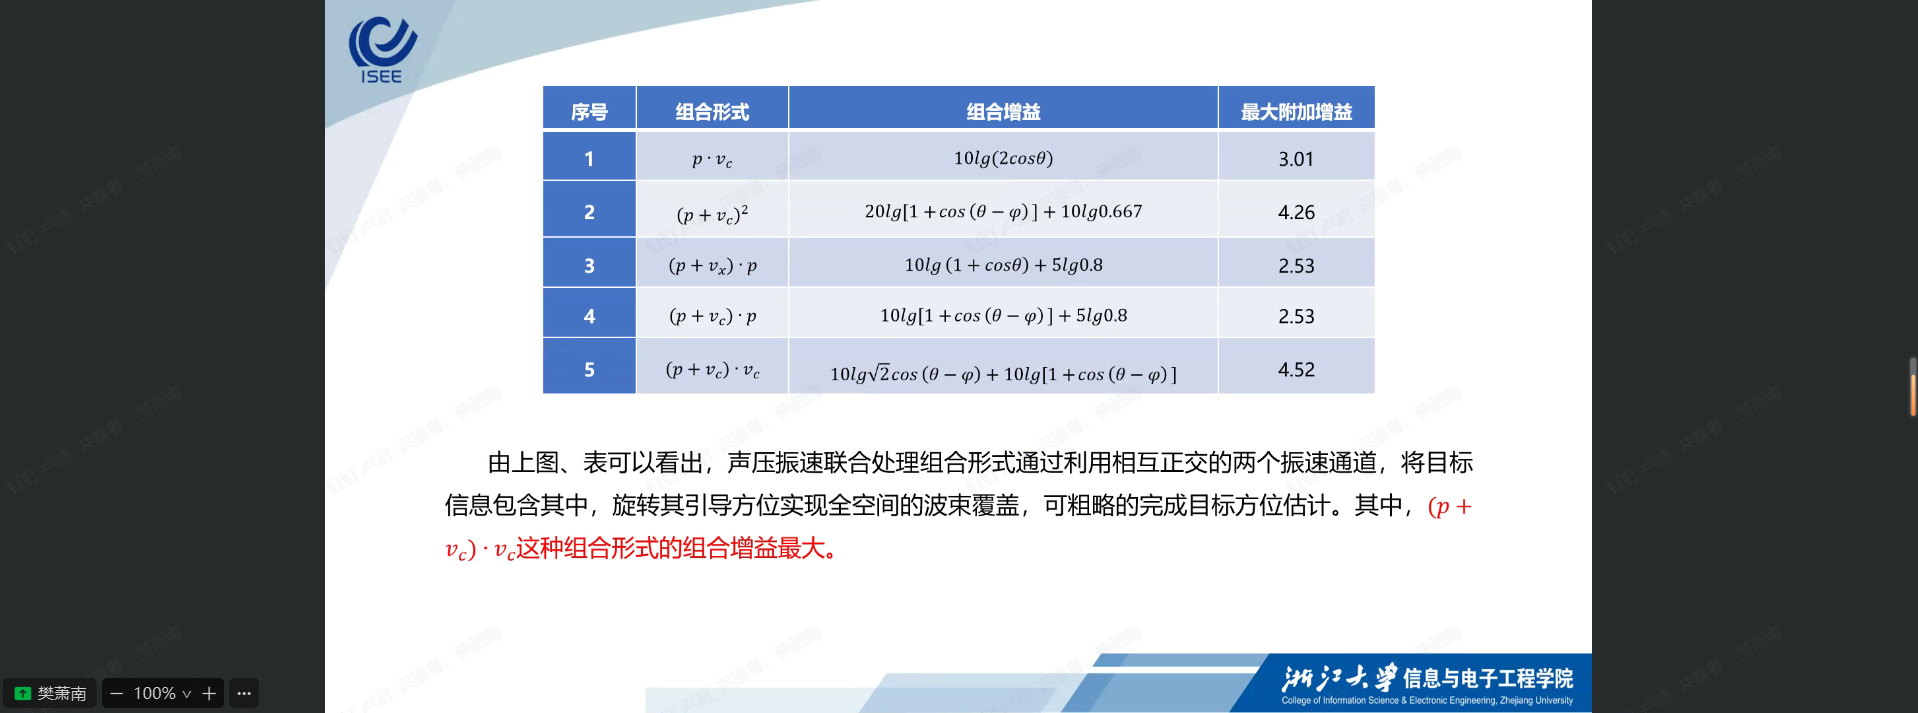 ISEE
序号 组合形式 组合增益 最大附加增益
1 p · v_c 10lg(2cosθ) 3.01
2 (p + v_c)² 20lg[1 + cos (θ − φ)] + 10lg0.667 4.26
3 (p + v_x) · p 10lg (1 + cosθ) + 5lg0.8 2.53
4 (p + v_c) · p 10lg[1 + cos (θ − φ)] + 5lg0.8 2.53
5 (p + v_c) · v_c 10lg√2cos (θ − φ) + 10lg[1 + cos (θ − φ)] 4.52
由上图、表可以看出，声压振速联合处理组合形式通过利用相互正交的两个振速通道，将目标
信息包含其中，旋转其引导方位实现全空间的波束覆盖，可粗略的完成目标方位估计。其中，(p +
v_c) · v_c这种组合形式的组合增益最大。
樊萧南 — 100% +  ···
浙江大学 信息与电子工程学院
College of Information Science & Electronic Engineering, Zhejiang University